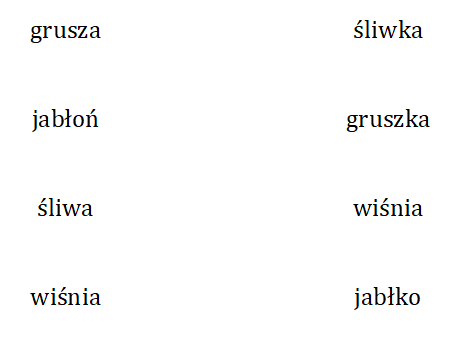 grusza śliwka
jabłoń gruszka
śliwa wiśnia
wiśnia jabłko